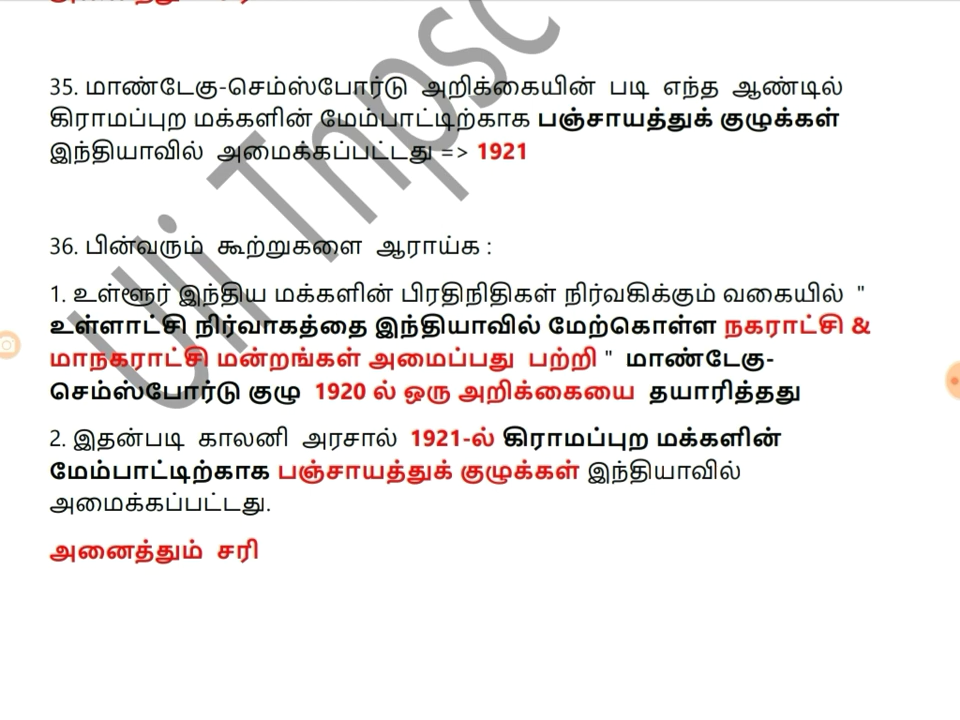 35. மாண்டேகு-செம்ஸ்போர்டு அறிக்கையின் படி எந்த ஆண்டில்
கிராமப்புற மக்களின் மேம்பாட்டிற்காக பஞ்சாயத்துக் குழுக்கள்
இந்தியாவில் அமைக்கப்பட்டது => 1921
36. பின்வரும் கூற்றுகளை ஆராய்க :
1. உள்ளூர் இந்திய மக்களின் பிரதிநிதிகள் நிர்வகிக்கும் வகையில் "
உள்ளாட்சி நிர்வாகத்தை இந்தியாவில் மேற்கொள்ள நகராட்சி &
மாநகராட்சி மன்றங்கள் அமைப்பது பற்றி " மாண்டேகு-
செம்ஸ்போர்டு குழு 1920 ல் ஒரு அறிக்கையை தயாரித்தது
2. இதன்படி காலனி அரசால் 1921-ல் கிராமப்புற மக்களின்
மேம்பாட்டிற்காக பஞ்சாயத்துக் குழுக்கள் இந்தியாவில்
அமைக்கப்பட்டது.
அனைத்தும் சரி